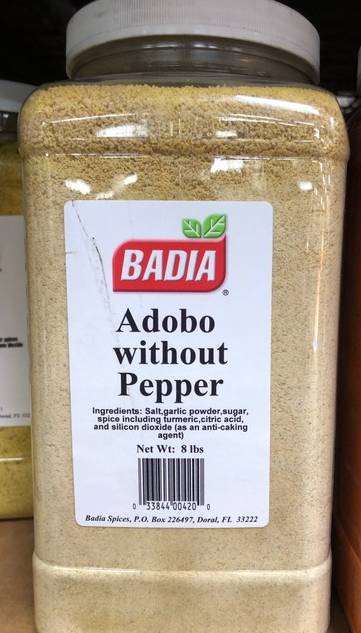 BADIA
®
Adobo
without
Pepper
Ingredients: Salt,garlic powder,sugar,
spice including turmeric,citric acid,
and silicon dioxide (as an anti-caking
agent)
Net Wt: 8 lbs
0 33844 00420 0
Badia Spices, P.O. Box 226497, Doral, FL 33222